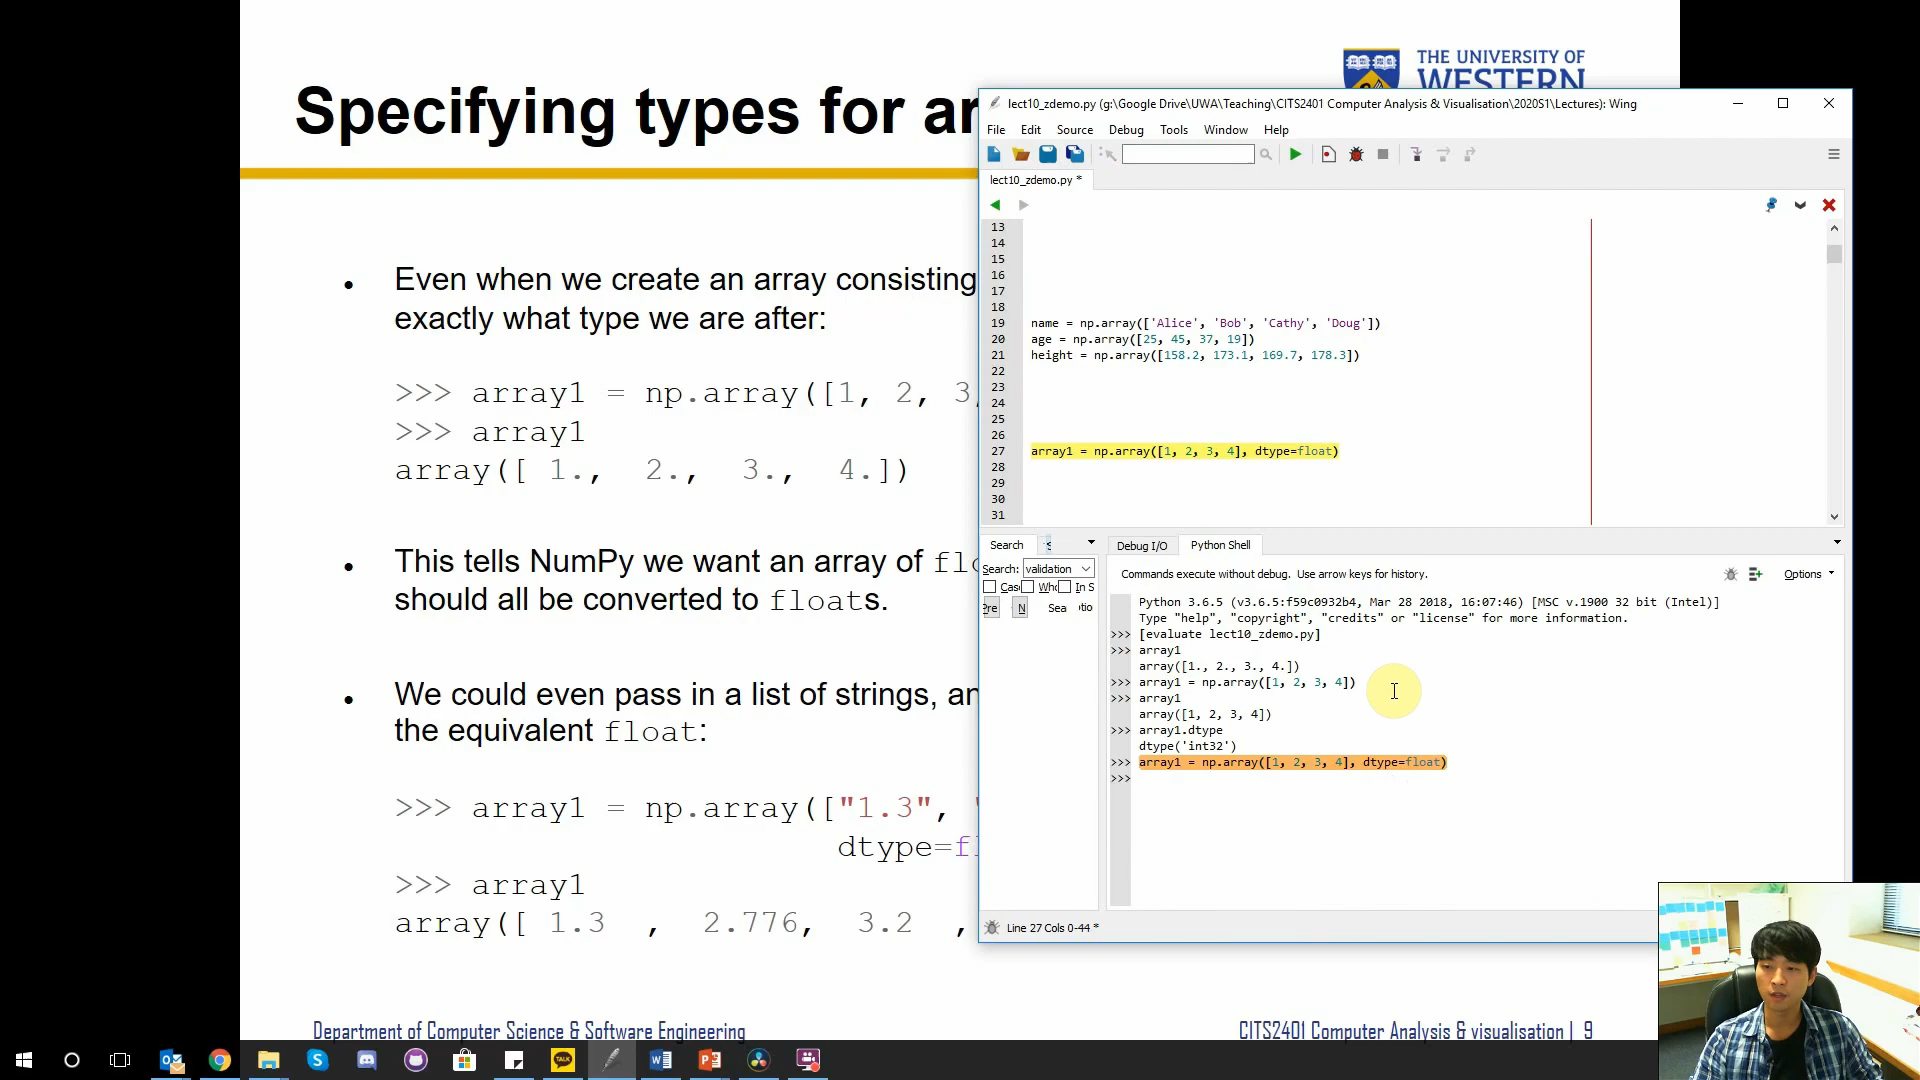 Specifying types for ar
THE UNIVERSITY OF
WESTERN
Even when we create an array consisting
exactly what type we are after:
>>> array1 = np.array([1, 2, 3,
>>> array1
array([ 1., 2., 3., 4.])
This tells NumPy we want an array of flo
should all be converted to floats.
We could even pass in a list of strings, an
the equivalent float:
>>> array1 = np.array(["1.3",
dtype=fl
>>> array1
array([ 1.3 , 2.776, 3.2 ,
Department of Computer Science & Software Engineering
CITS2401 Computer Analysis & visualisation | 9
lect10_zdemo.py (g:\Google Drive\UWA\Teaching\CITS2401 Computer Analysis & Visualisation\2020S1\Lectures): Wing
File Edit Source Debug Tools Window Help
lect10_zdemo.py *
13
14
15
16
17
18
19 name = np.array(['Alice', 'Bob', 'Cathy', 'Doug'])
20 age = np.array([25, 45, 37, 19])
21 height = np.array([158.2, 173.1, 169.7, 178.3])
22
23
24
25
26
27 array1 = np.array([1, 2, 3, 4], dtype=float)
28
29
30
31
Search
Search: validation
Cas Who In S
Pre N Sea tior
Debug I/O Python Shell
Commands execute without debug. Use arrow keys for history.
Options
Python 3.6.5 (v3.6.5:f59c0932b4, Mar 28 2018, 16:07:46) [MSC v.1900 32 bit (Intel)]
Type "help", "copyright", "credits" or "license" for more information.
>>> [evaluate lect10_zdemo.py]
>>> array1
array([1., 2., 3., 4.])
>>> array1 = np.array([1, 2, 3, 4])
>>> array1
array([1, 2, 3, 4])
>>> array1.dtype
dtype('int32')
>>> array1 = np.array([1, 2, 3, 4], dtype=float)
>>>
Line 27 Cols 0-44 *
TALK